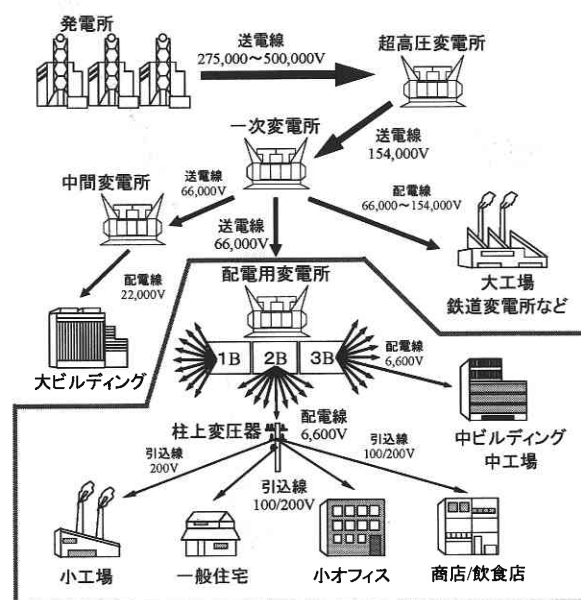 発電所
送電線
275,000〜500,000V
超高圧変電所
一次変電所
送電線
154,000V
中間変電所
送電線
66,000V
送電線
66,000V
配電線
66,000〜154,000V
配電線
22,000V
大工場
鉄道変電所など
配電用変電所
大ビルディング
1B
2B
3B
配電線
6,600V
柱上変圧器
配電線
6,600V
中ビルディング
中工場
引込線
200V
引込線
100/200V
引込線
100/200V
小工場
一般住宅
小オフィス
商店/飲食店